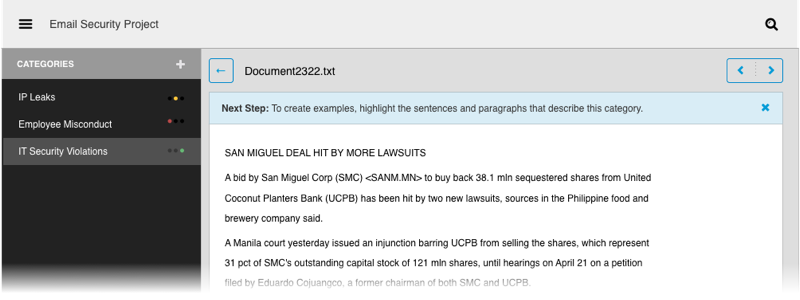 Email Security Project
CATEGORIES
IP Leaks
Employee Misconduct
IT Security Violations
Document2322.txt
Next Step: To create examples, highlight the sentences and paragraphs that describe this category.
SAN MIGUEL DEAL HIT BY MORE LAWSUITS
A bid by San Miguel Corp (SMC) <SANM.MN> to buy back 38.1 mln sequestered shares from United
Coconut Planters Bank (UCPB) has been hit by two new lawsuits, sources in the Philippine food and
brewery company said.
A Manila court yesterday issued an injunction barring UCPB from selling the shares, which represent
31 pct of SMC's outstanding capital stock of 121 mln shares, until hearings on April 21 on a petition
filed by Eduardo Cojuangco, a former chairman of both SMC and UCPB.